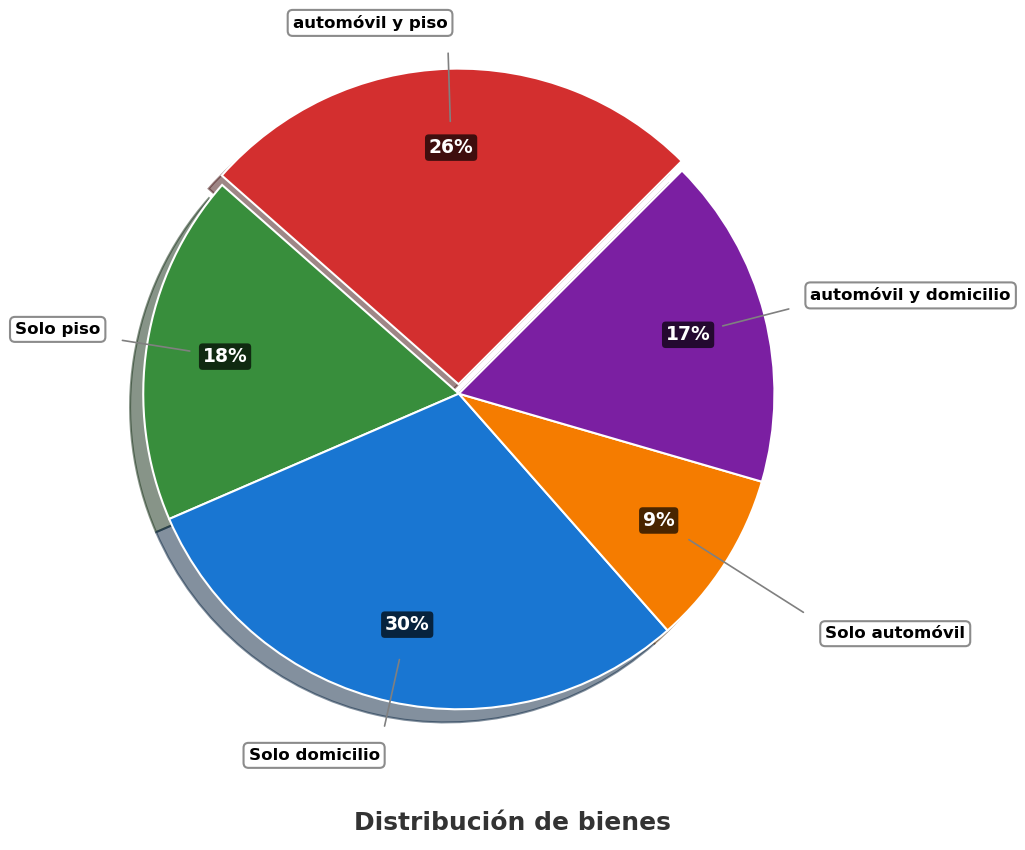 automóvil y piso
26%
automóvil y domicilio
17%
Solo piso
18%
9%
Solo automóvil
30%
Solo domicilio
Distribución de bienes